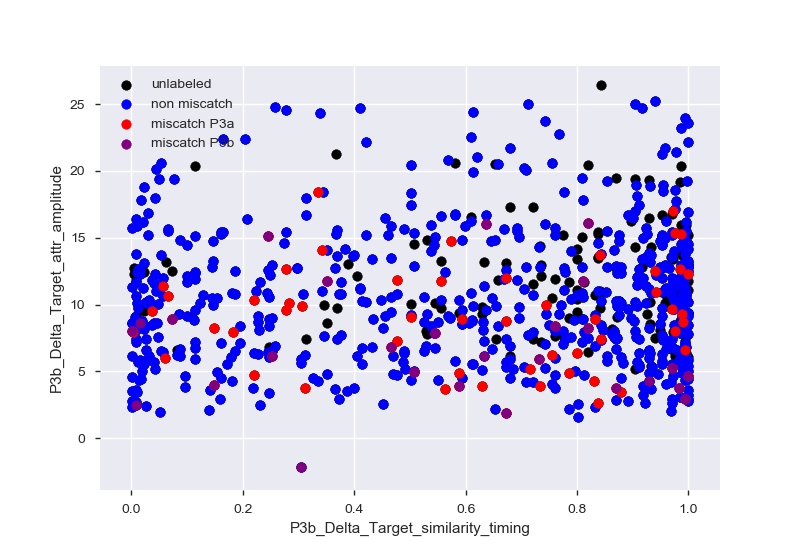 unlabeled
non miscatch
miscatch P3a
miscatch P3b
25
20
15
10
5
0
P3b_Delta_Target_attr_amplitude
0.0 0.2 0.4 0.6 0.8 1.0
P3b_Delta_Target_similarity_timing